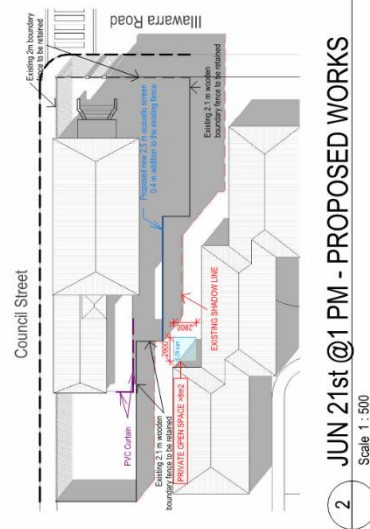 Council Street
Illawarra Road
Existing 2m boundary
fence to be retained
Proposed new 2.5 m acoustic screen
0.4 m addition to the existing fence
Existing 2.1 m wooden
boundary fence to be retained
PVC Curtain
Existing 2.1 m wooden
boundary fence to be retained
2900
2800
PRIVATE OPEN SPACE >8m2
EXISTING SHADOW LINE
2
JUN 21st @1 PM - PROPOSED WORKS
Scale 1 : 500